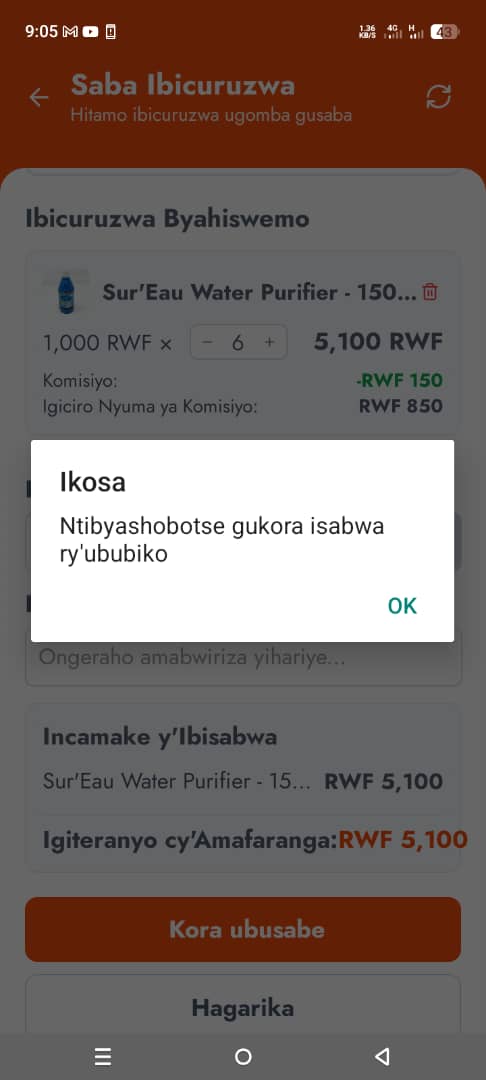 9:05
1.36 KB/S 4G H 43
Saba Ibicuruzwa
Hitamo ibicuruzwa ugomba gusaba
Ibicuruzwa Byahiswemo
Sur'Eau Water Purifier - 150...
1,000 RWF × − 6 + 5,100 RWF
Komisiyo: -RWF 150
Igiciro Nyuma ya Komisiyo: RWF 850
Ikosa
Ntibyashobotse gukora isabwa
ry'ububiko
OK
Ongeraho amabwiriza yihariye...
Incamake y'Ibisabwa
Sur'Eau Water Purifier - 15... RWF 5,100
Igiteranyo cy'Amafaranga:RWF 5,100
Kora ubusabe
Hagarika